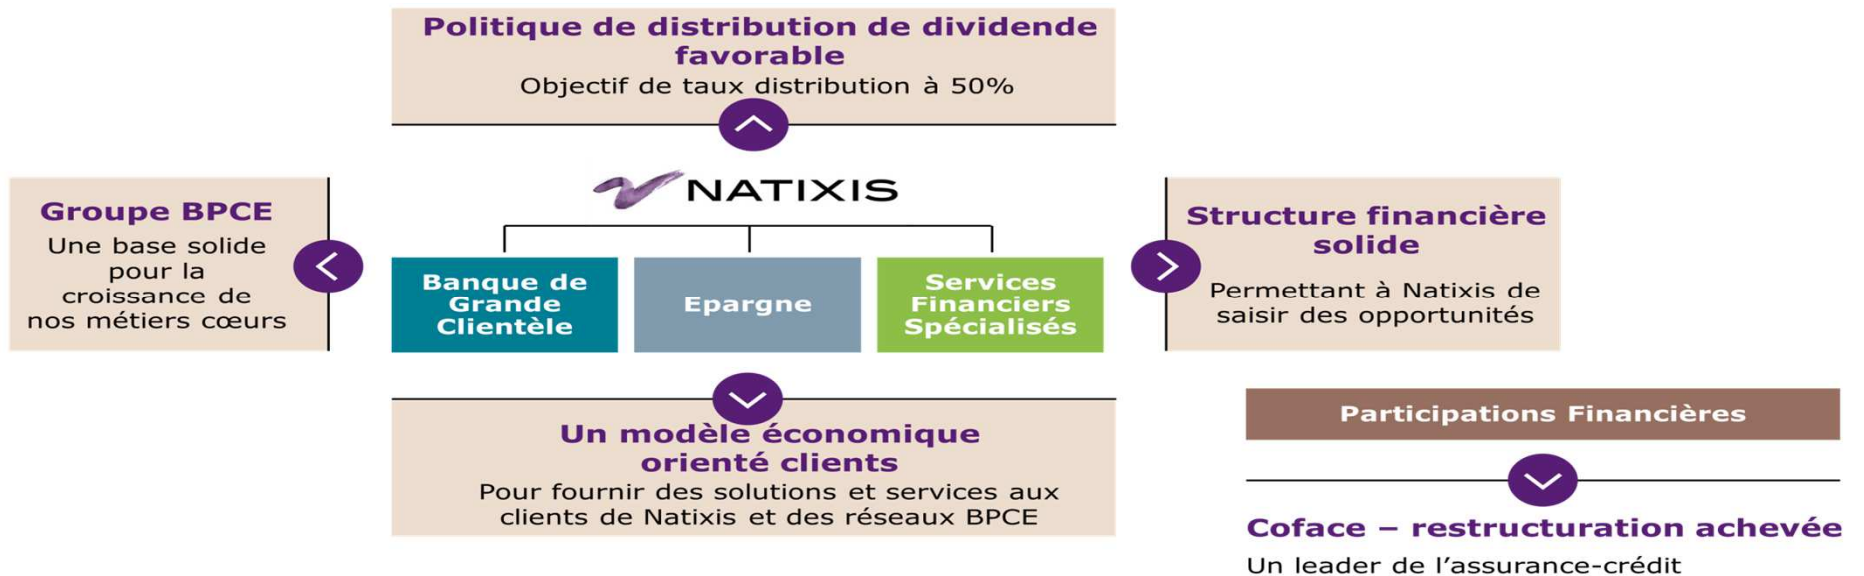 Politique de distribution de dividende
favorable
Objectif de taux distribution à 50%
NATIXIS
Groupe BPCE
Une base solide
pour la
croissance de
nos métiers cœurs
Banque de
Grande
Clientèle
Epargne
Services
Financiers
Spécialisés
Structure financière
solide
Permettant à Natixis de
saisir des opportunités
Un modèle économique
orienté clients
Pour fournir des solutions et services aux
clients de Natixis et des réseaux BPCE
Participations Financières
Coface – restructuration achevée
Un leader de l’assurance-crédit